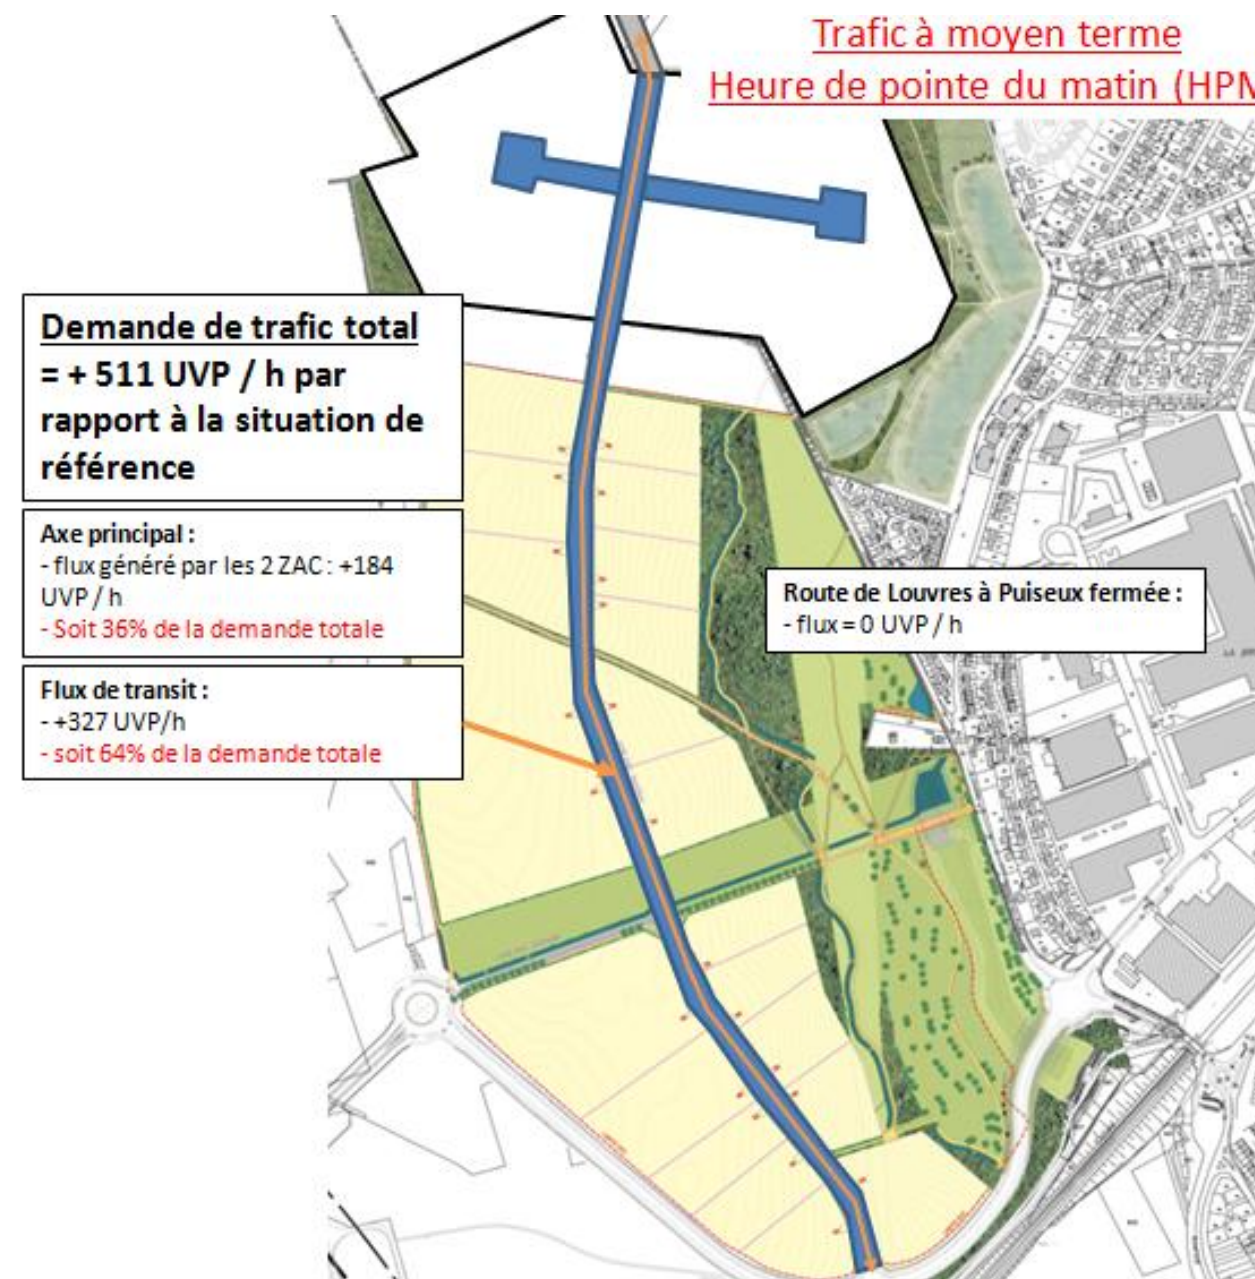 Trafic à moyen terme
Heure de pointe du matin (HPM
Demande de trafic total
= + 511 UVP / h par
rapport à la situation de
référence
Axe principal :
- flux généré par les 2 ZAC : +184
UVP / h
- Soit 36% de la demande totale
Flux de transit :
- +327 UVP/h
- soit 64% de la demande totale
Route de Louvres à Puiseux fermée :
- flux = 0 UVP / h